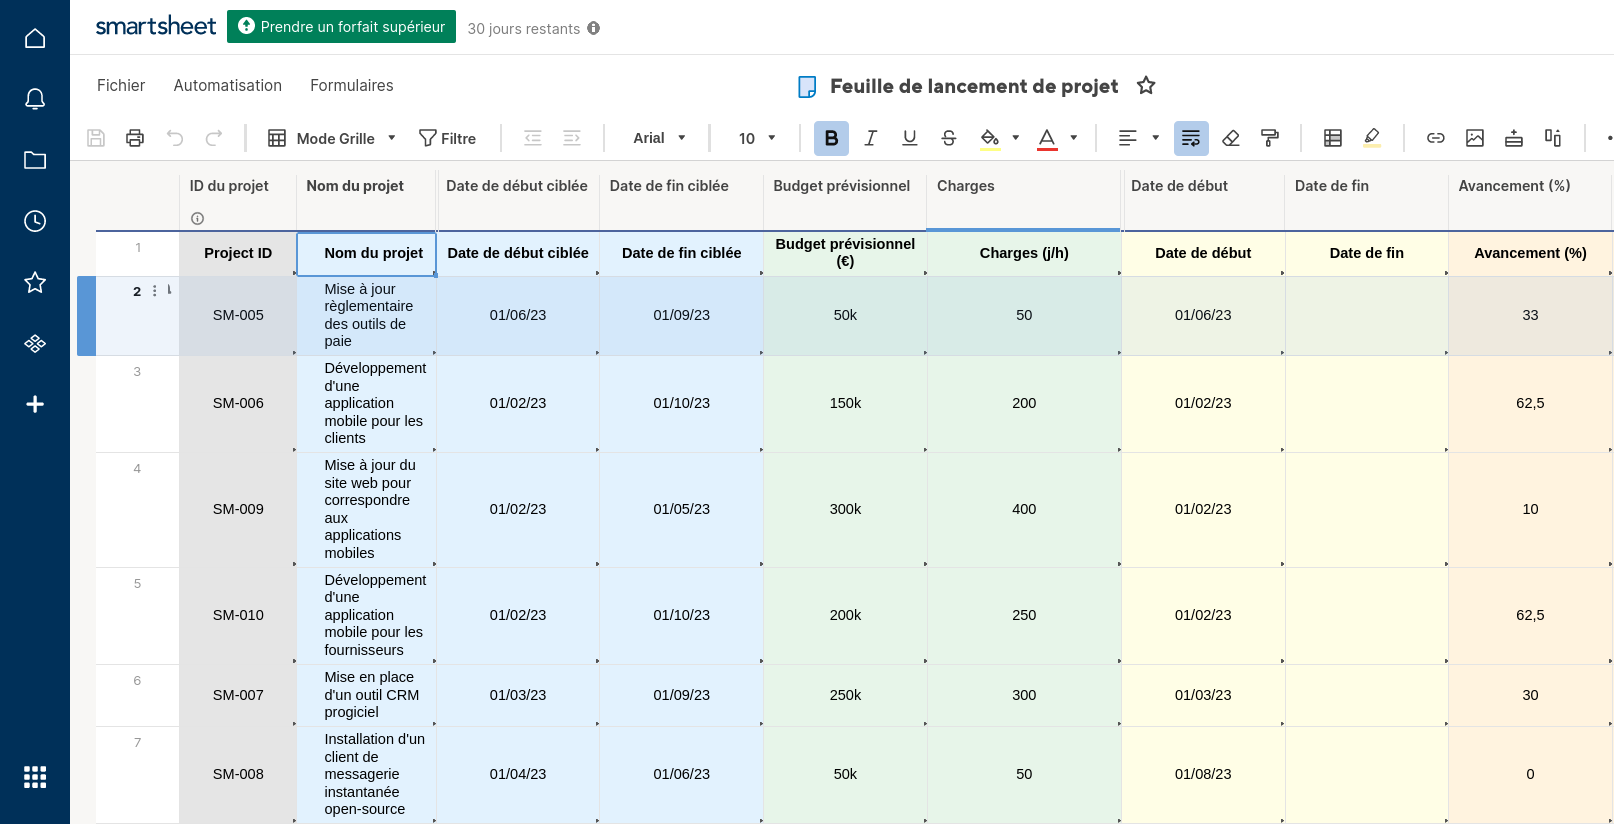 smartsheet
Prendre un forfait supérieur
30 jours restants
Fichier Automatisation Formulaires
Feuille de lancement de projet
Mode Grille Filtre Arial 10 B I U S A
ID du projet Nom du projet Date de début ciblée Date de fin ciblée Budget prévisionnel Charges Date de début Date de fin Avancement (%)
1 Project ID Nom du projet Date de début ciblée Date de fin ciblée Budget prévisionnel
(€) Charges (j/h) Date de début Date de fin Avancement (%)
2 SM-005
Mise à jour
règlementaire
des outils de
paie
01/06/23 01/09/23 50k 50 01/06/23 33
3 SM-006
Développement
d'une
application
mobile pour les
clients
01/02/23 01/10/23 150k 200 01/02/23 62,5
4 SM-009
Mise à jour du
site web pour
correspondre
aux
applications
mobiles
01/02/23 01/05/23 300k 400 01/02/23 10
5 SM-010
Développement
d'une
application
mobile pour les
fournisseurs
01/02/23 01/10/23 200k 250 01/02/23 62,5
6 SM-007
Mise en place
d'un outil CRM
progiciel
01/03/23 01/09/23 250k 300 01/03/23 30
7 SM-008
Installation d'un
client de
messagerie
instantanée
open-source
01/04/23 01/06/23 50k 50 01/08/23 0